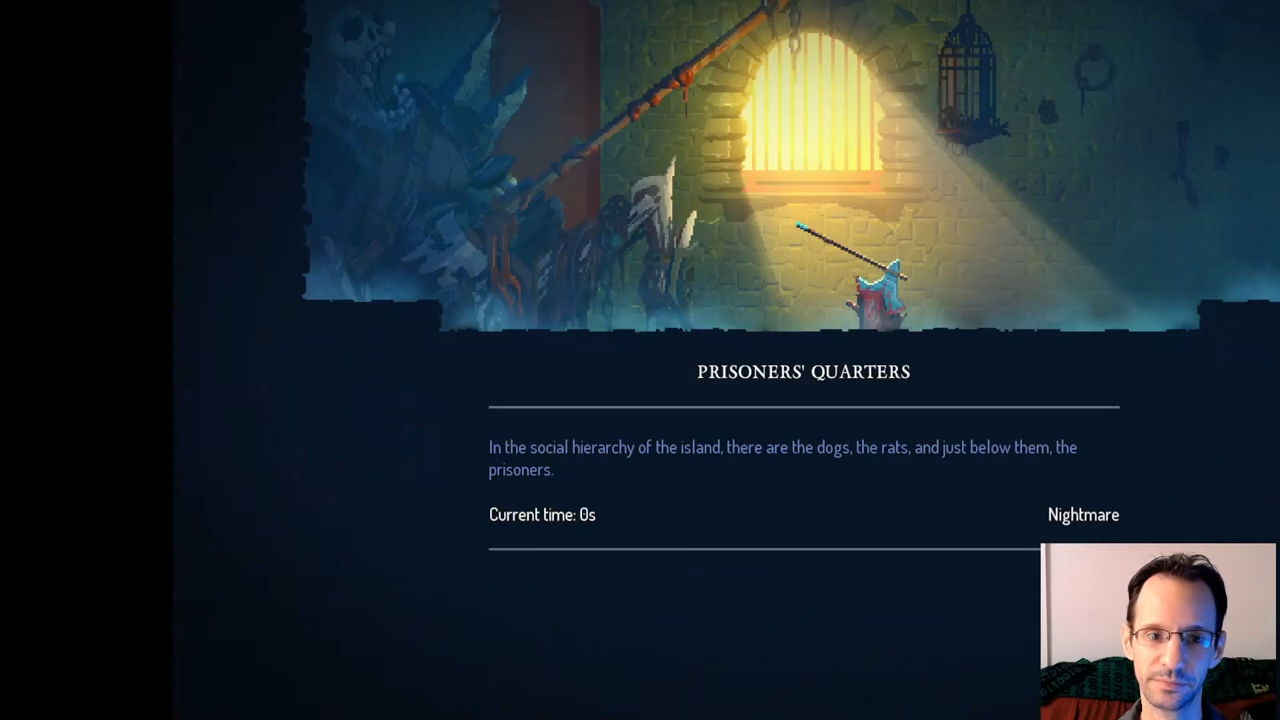 PRISONERS' QUARTERS
In the social hierarchy of the island, there are the dogs, the rats, and just below them, the
prisoners.
Current time: 0s
Nightmare